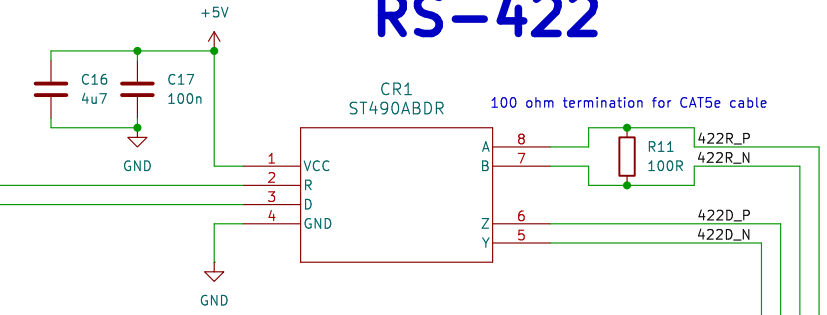 RS-422
+5V
C16
4u7
C17
100n
GND
CR1
ST490ABDR
100 ohm termination for CAT5e cable
1
VCC
2
R
3
D
4
GND
GND
A
8
B
7
Z
6
Y
5
R11
100R
422R_P
422R_N
422D_P
422D_N